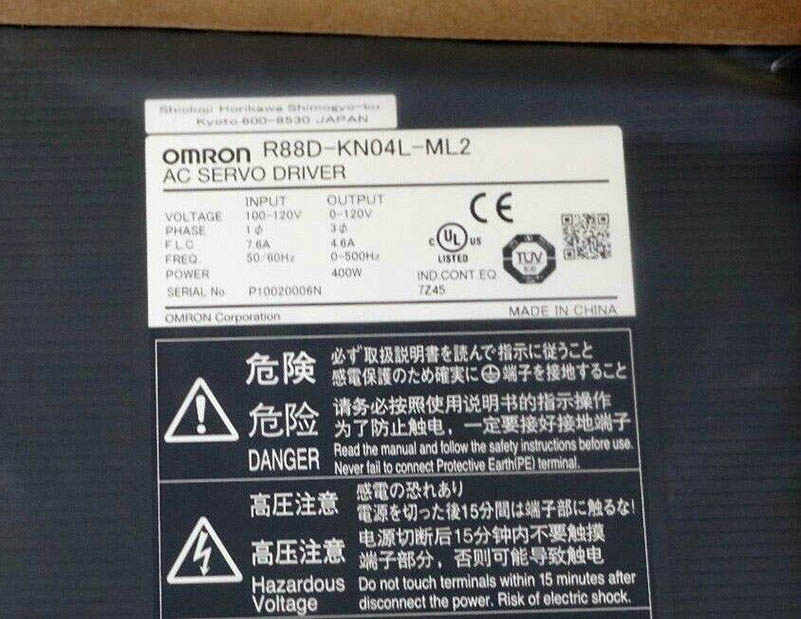 Shiokoji Horikawa Shimogyo-ku
Kyoto 600-8530 JAPAN
OMRON R88D-KN04L-ML2
AC SERVO DRIVER
INPUT OUTPUT
VOLTAGE 100-120V 0-120V
PHASE 1ϕ 3ϕ
F.L.C 7.6A 4.6A
FREQ. 50/60Hz 0-500Hz
POWER 400W
SERIAL No P10020006N
CE
C UL US
LISTED
IND.CONT.EQ.
7Z45
TÜV
OMRON Corporation
MADE IN CHINA
危険
必ず取扱説明書を読んで指示に従うこと
感電保護のため確実に⏚端子を接地すること
危险
请务必按照使用说明书的指示操作
为了防止触电，一定要接好接地端子
DANGER
Read the manual and follow the safety instructions before use.
Never fail to connect Protective Earth(PE) terminal.
高圧注意
感電の恐れあり
電源を切った後15分間は端子部に触るな!
高压注意
电源切断后15分钟内不要触摸
端子部分，否则可能导致触电
Hazardous
Voltage
Do not touch terminals within 15 minutes after
disconnect the power. Risk of electric shock.